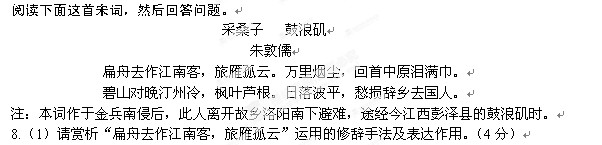 阅读下面这首宋词，然后回答问题。
采桑子 彭浪矶
朱敦儒
扁舟去作江南客，旅雁孤云。万里烟尘，回首中原泪满巾。
碧山对晚汀州冷，枫叶芦根。日落波平，愁损辞乡去国人。
注：本词作于金兵南侵后，此人离开故乡洛阳南下避难，途经今江西彭泽县的鼓浪矶时。
8.（1）请赏析“扁舟去作江南客，旅雁孤云”运用的修辞手法及表达作用。（4 分）